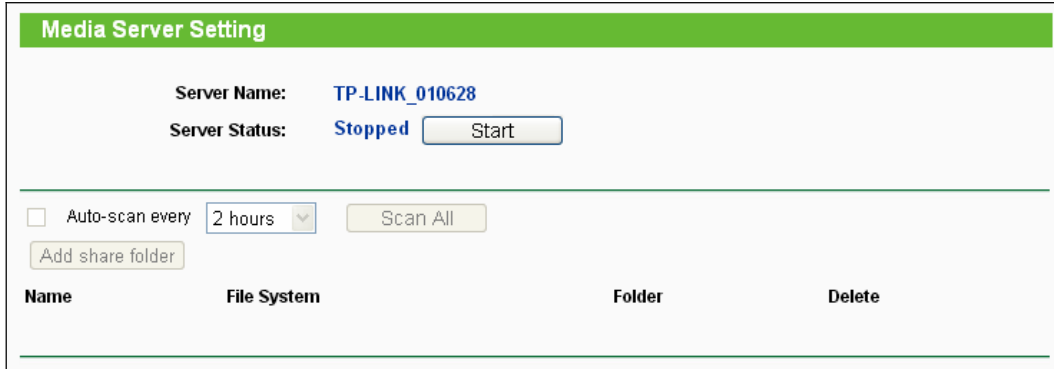 Media Server Setting
Server Name: TP-LINK_010628
Server Status: Stopped Start
Auto-scan every 2 hours Scan All
Add share folder
Name File System Folder Delete